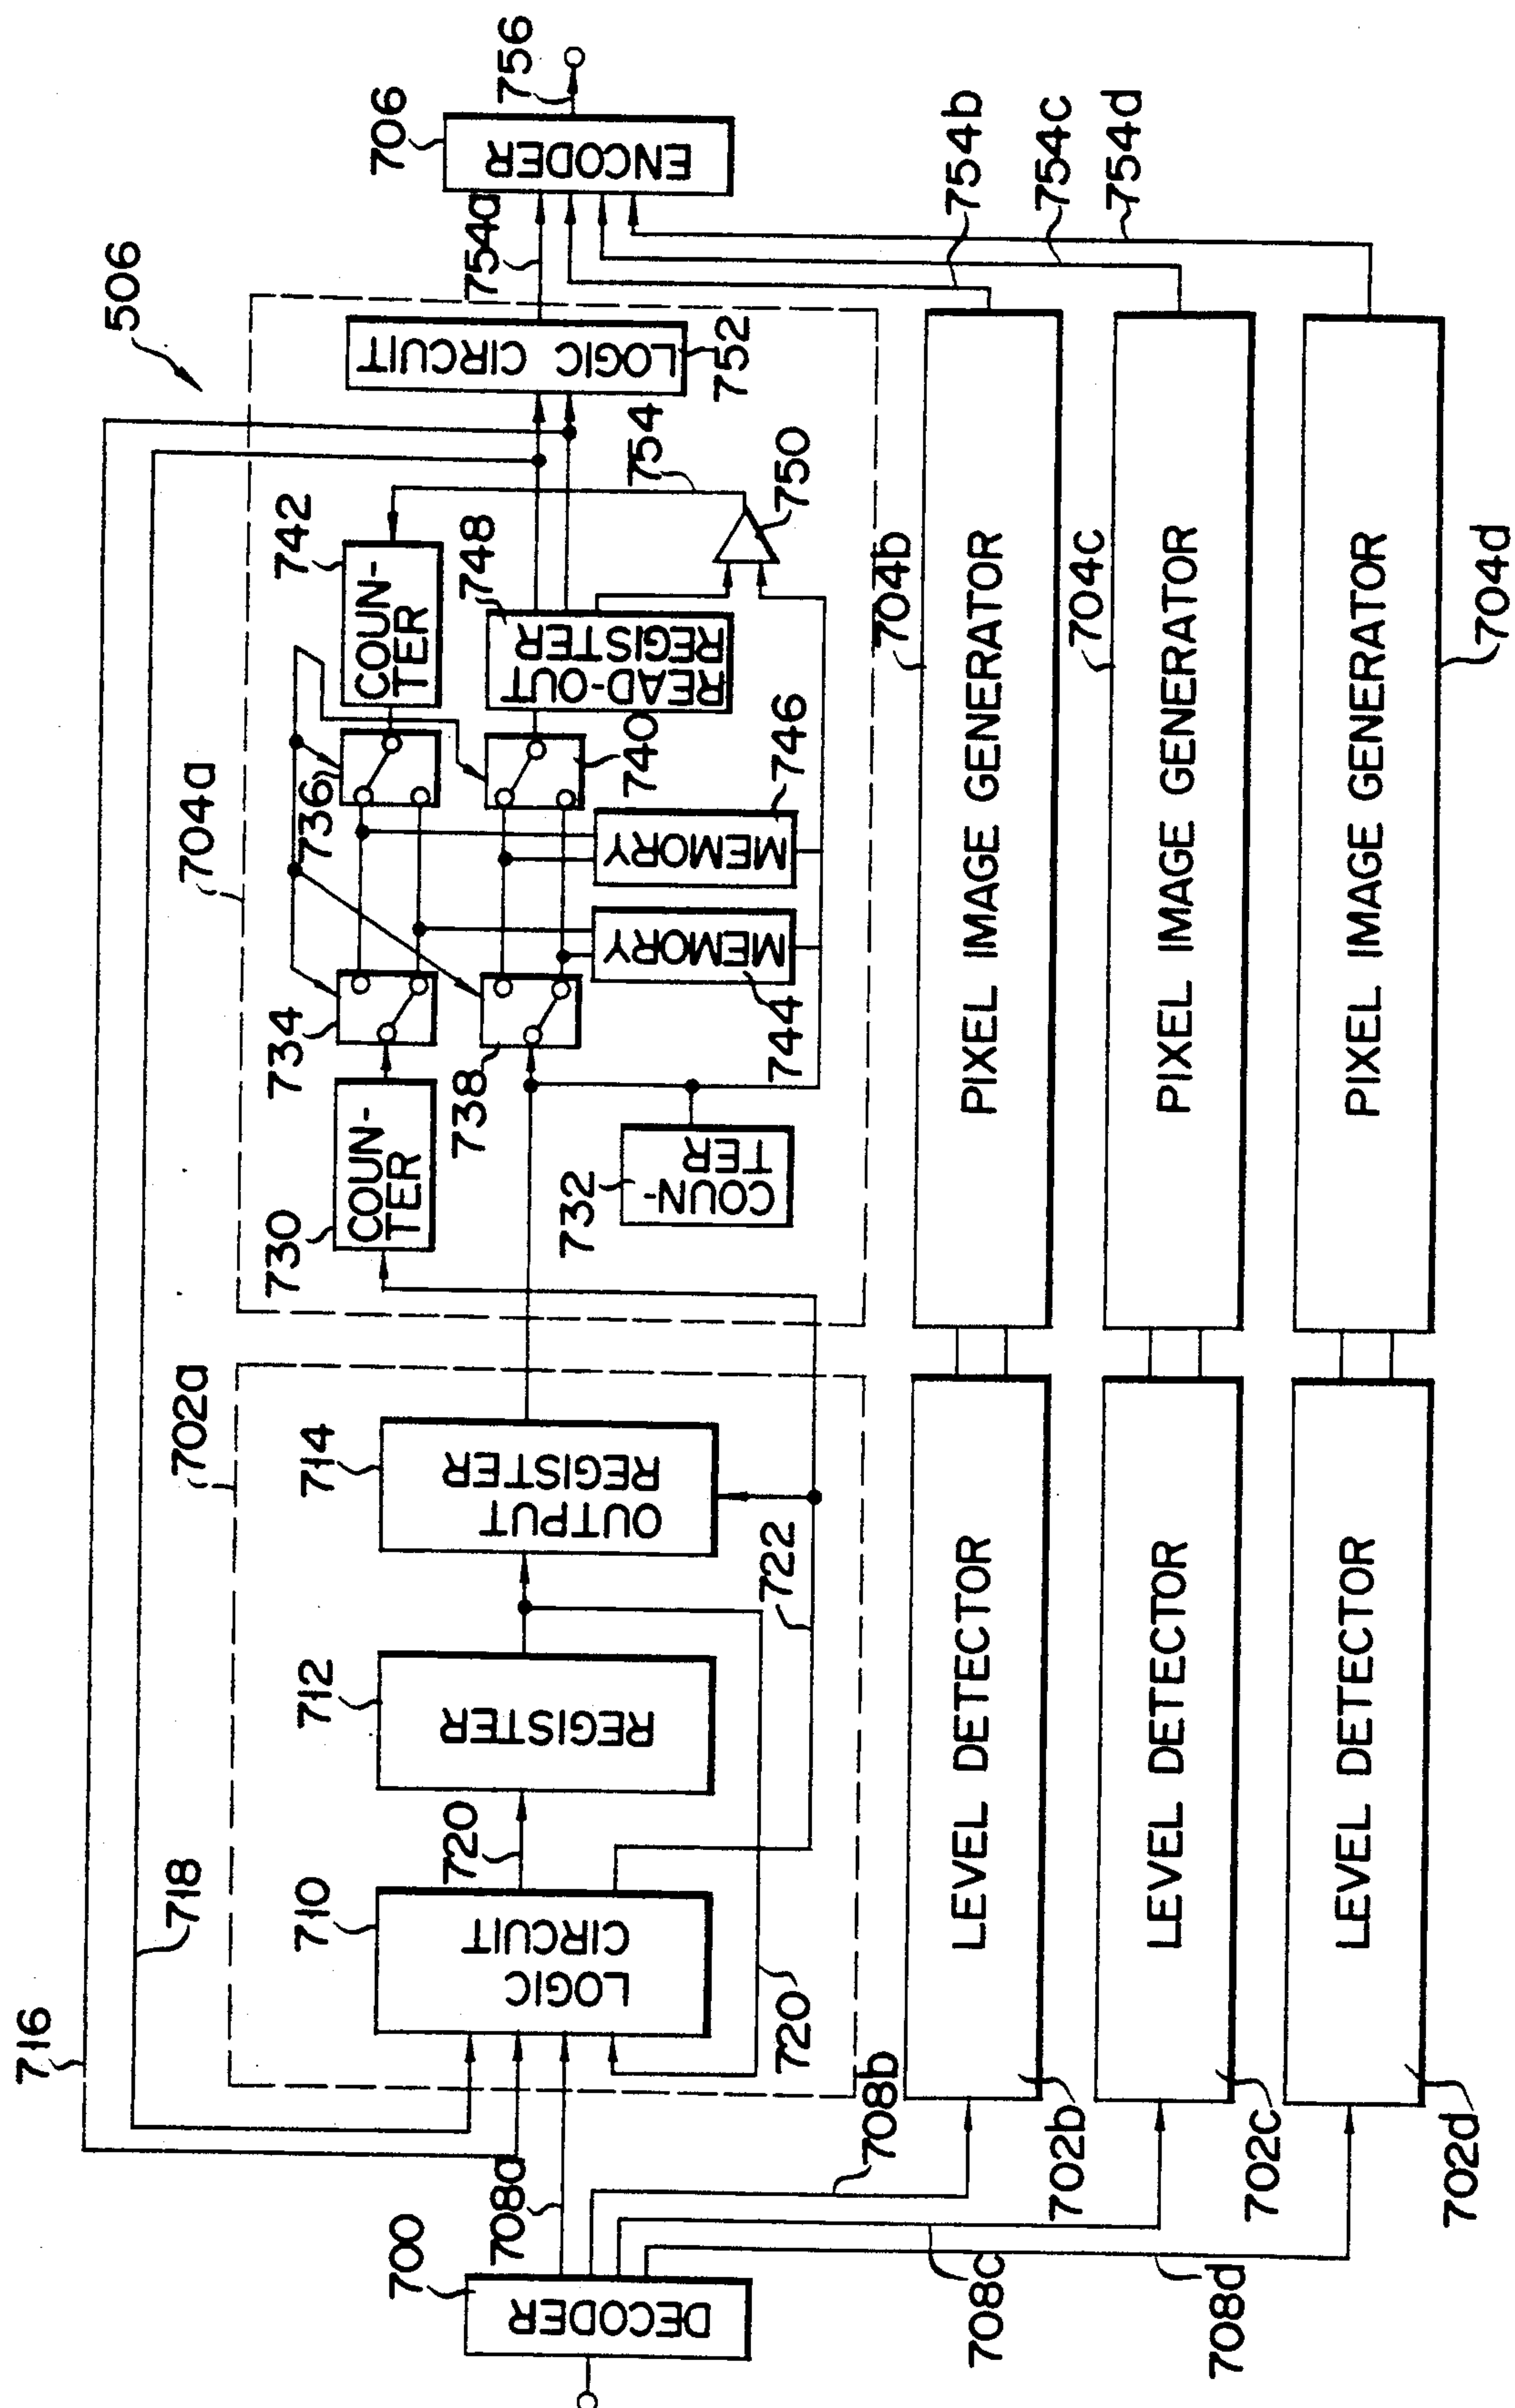 506
716
718
702a
704a
700
DECODER
708a
708b
708c
708d
710
LOGIC
CIRCUIT
720
712
REGISTER
714
OUTPUT
REGISTER
720
722
730
COUN-
TER
732
COUN-
TER
734
736
738
740
742
COUN-
TER
744
MEMORY
746
MEMORY
748
READ-OUT
REGISTER
750
754
752
LOGIC CIRCUIT
754a
706
ENCODER
756
754b
754c
754d
LEVEL DETECTOR
702b
PIXEL IMAGE GENERATOR
704b
LEVEL DETECTOR
702c
PIXEL IMAGE GENERATOR
704c
LEVEL DETECTOR
702d
PIXEL IMAGE GENERATOR
704d